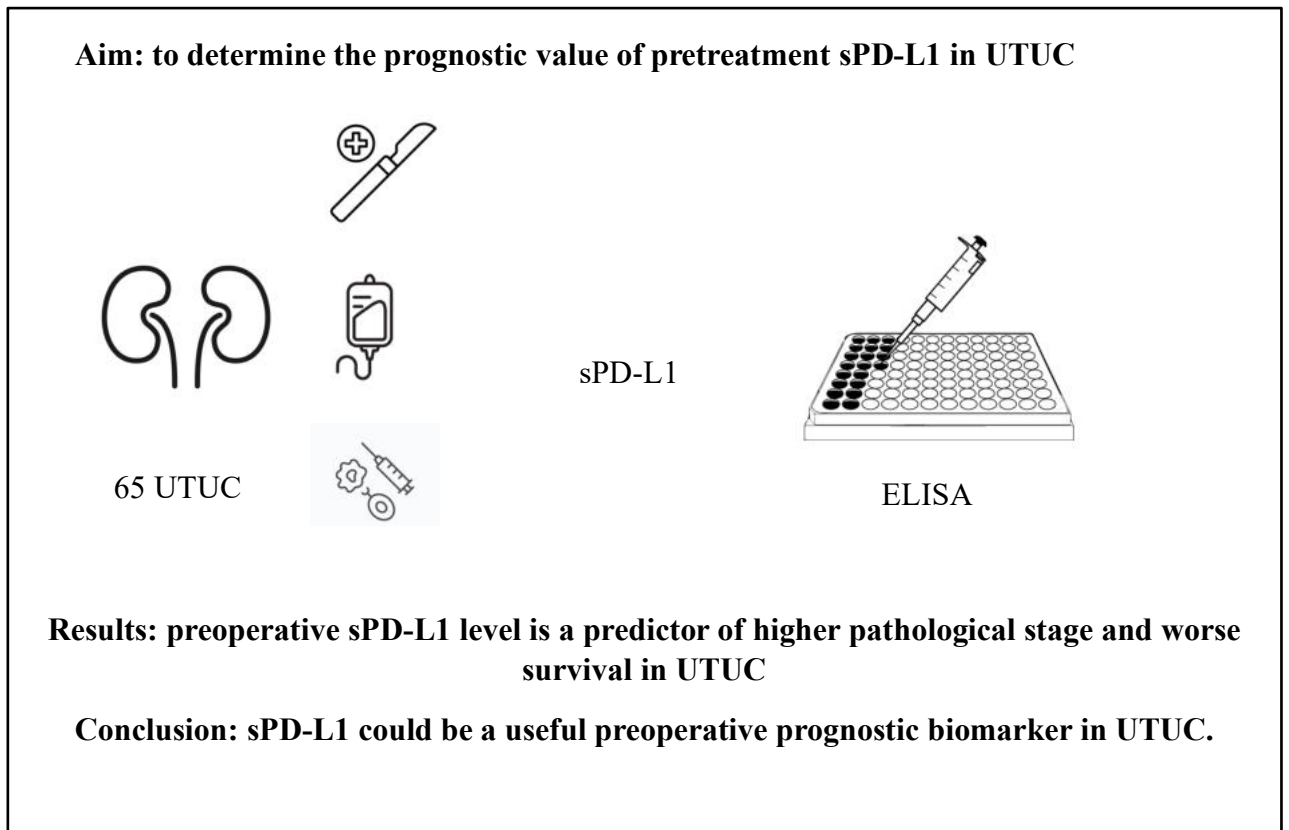 Aim: to determine the prognostic value of pretreatment sPD-L1 in UTUC
sPD-L1
65 UTUC
ELISA
Results: preoperative sPD-L1 level is a predictor of higher pathological stage and worse
survival in UTUC
Conclusion: sPD-L1 could be a useful preoperative prognostic biomarker in UTUC.